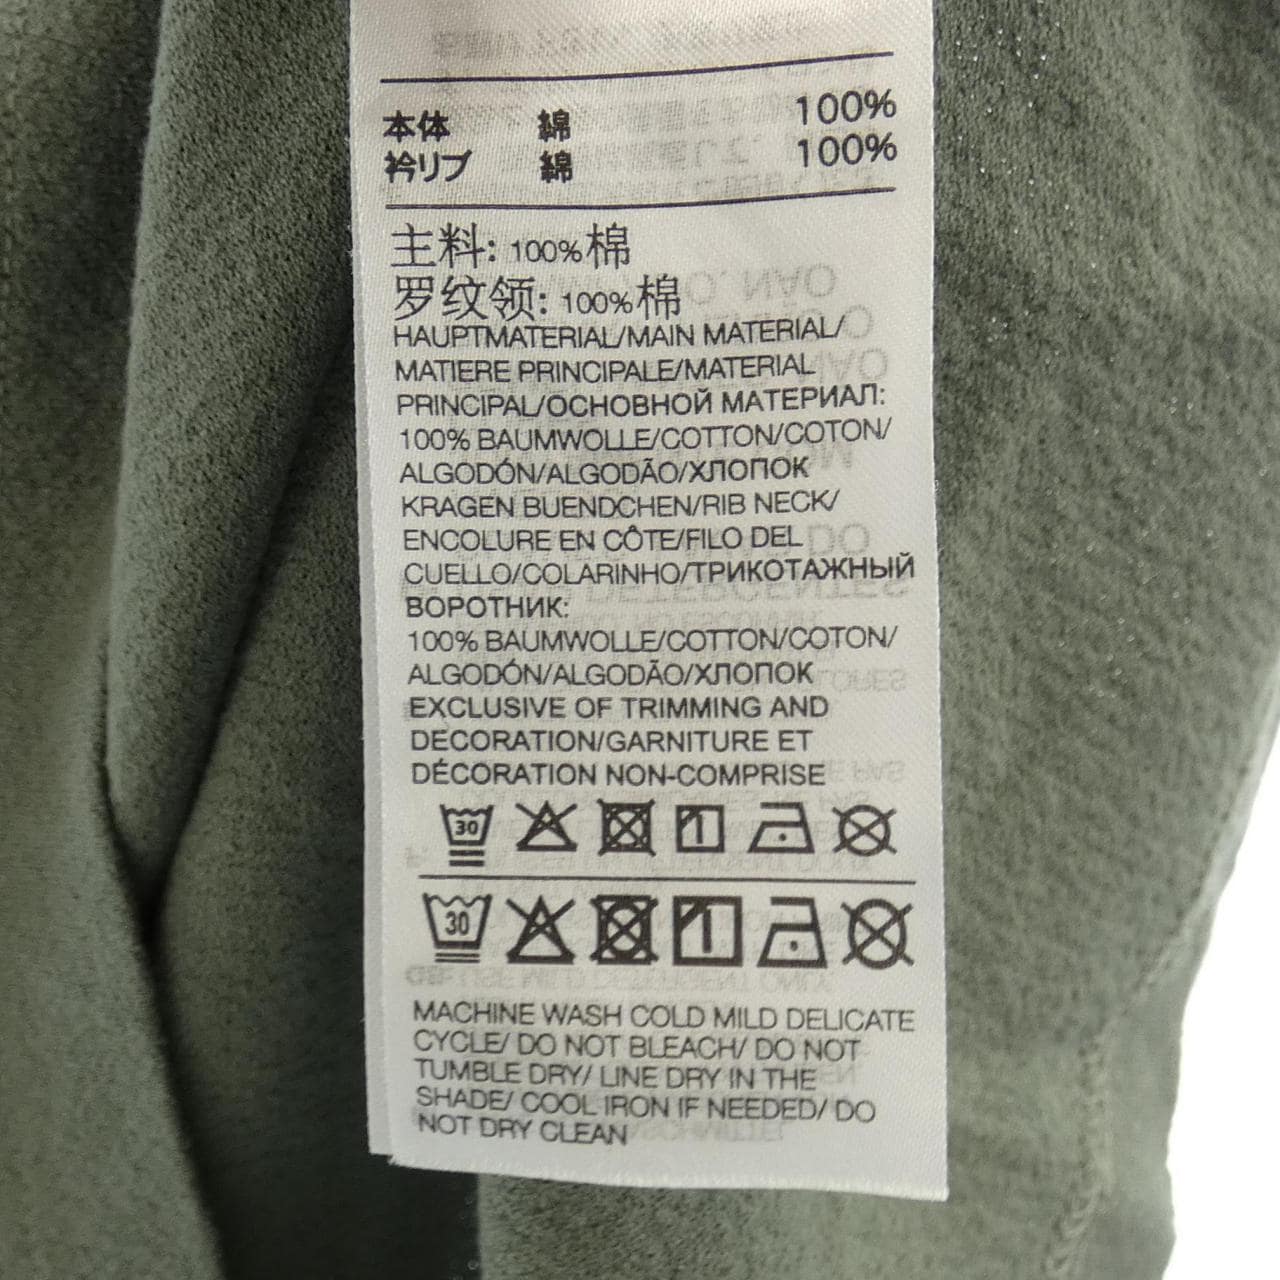 本体 綿 100%
衿リブ 綿 100%
主料: 100%棉
罗纹领: 100%棉
HAUPTMATERIAL/MAIN MATERIAL/
MATIERE PRINCIPALE/MATERIAL
PRINCIPAL/ОСНОВНОЙ МАТЕРИАЛ:
100% BAUMWOLLE/COTTON/COTON/
ALGODÓN/ALGODÃO/ХЛОПОК
KRAGEN BUENDCHEN/RIB NECK/
ENCOLURE EN CÔTE/FILO DEL
CUELLO/COLARINHO/ТРИКОТАЖНЫЙ
ВОРОТНИК:
100% BAUMWOLLE/COTTON/COTON/
ALGODÓN/ALGODÃO/ХЛОПОК
EXCLUSIVE OF TRIMMING AND
DECORATION/GARNITURE ET
DÉCORATION NON-COMPRISE
30
30
MACHINE WASH COLD MILD DELICATE
CYCLE/ DO NOT BLEACH/ DO NOT
TUMBLE DRY/ LINE DRY IN THE
SHADE/ COOL IRON IF NEEDED/ DO
NOT DRY CLEAN